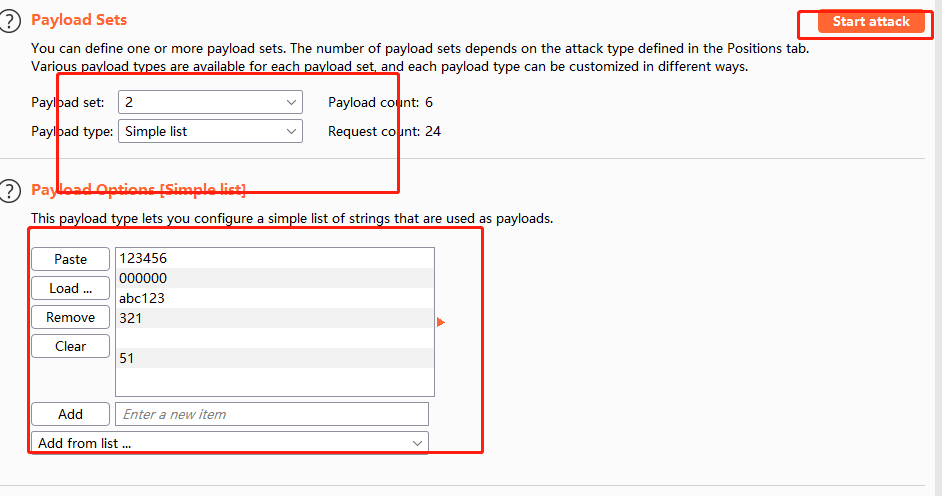 Payload Sets
Start attack
You can define one or more payload sets. The number of payload sets depends on the attack type defined in the Positions tab.
Various payload types are available for each payload set, and each payload type can be customized in different ways.
Payload set: 2 Payload count: 6
Payload type: Simple list Request count: 24
Payload Options [Simple list]
This payload type lets you configure a simple list of strings that are used as payloads.
Paste
Load ...
Remove
Clear
123456
000000
abc123
321
51
Add
Enter a new item
Add from list ...